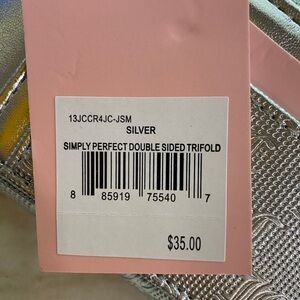 13JCCR4JC-JSM
SILVER
SIMPLY PERFECT DOUBLE SIDED TRIFOLD
8 85919 75540 7
$35.00